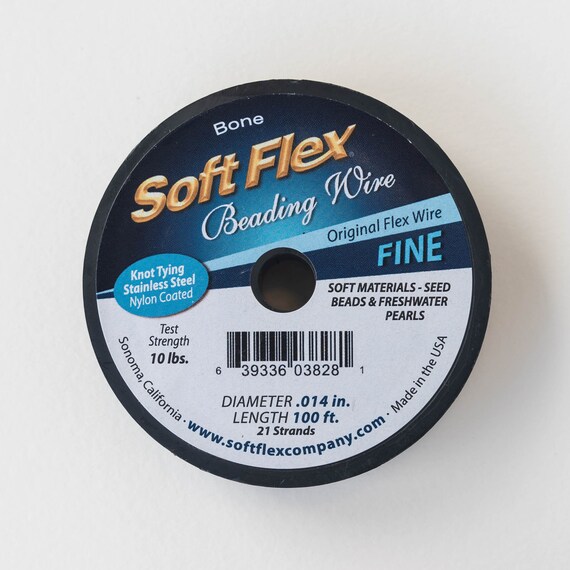 Bone
Soft Flex®
Beading Wire
Original Flex Wire
FINE
Knot Tying
Stainless Steel
Nylon Coated
SOFT MATERIALS - SEED
BEADS & FRESHWATER
PEARLS
Test
Strength
10 lbs.
6 39336 03828 1
DIAMETER .014 in.
LENGTH 100 ft.
21 Strands
Sonoma, California · www.softflexcompany.com · Made in the USA